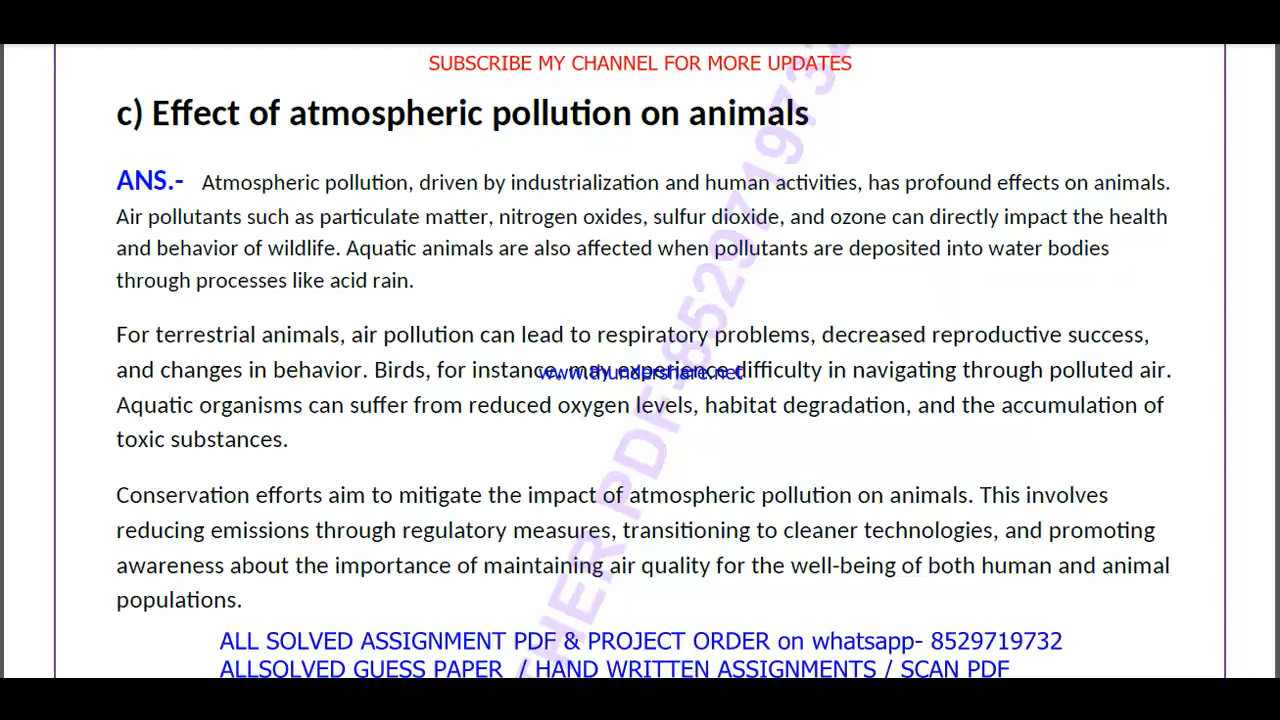 SUBSCRIBE MY CHANNEL FOR MORE UPDATES
c) Effect of atmospheric pollution on animals
ANS.- Atmospheric pollution, driven by industrialization and human activities, has profound effects on animals.
Air pollutants such as particulate matter, nitrogen oxides, sulfur dioxide, and ozone can directly impact the health
and behavior of wildlife. Aquatic animals are also affected when pollutants are deposited into water bodies
through processes like acid rain.
For terrestrial animals, air pollution can lead to respiratory problems, decreased reproductive success,
and changes in behavior. Birds, for instance, may experience difficulty in navigating through polluted air.
www.thundershare.net
Aquatic organisms can suffer from reduced oxygen levels, habitat degradation, and the accumulation of
toxic substances.
Conservation efforts aim to mitigate the impact of atmospheric pollution on animals. This involves
reducing emissions through regulatory measures, transitioning to cleaner technologies, and promoting
awareness about the importance of maintaining air quality for the well-being of both human and animal
populations.
ALL SOLVED ASSIGNMENT PDF & PROJECT ORDER on whatsapp- 8529719732
ALLSOLVED GUESS PAPER / HAND WRITTEN ASSIGNMENTS / SCAN PDF
PDF-8529719732